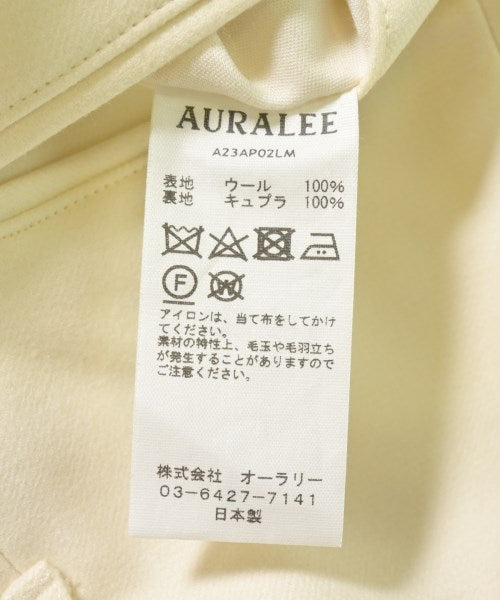 AURALEE
A23AP02LM
表地 ウール 100%
裏地 キュプラ 100%
F W
アイロンは、当て布をしてかけ
てください。
素材の特性上、毛玉や毛羽立ち
が発生することがありますので
ご注意ください。
株式会社 オーラリー
03-6427-7141
日本製